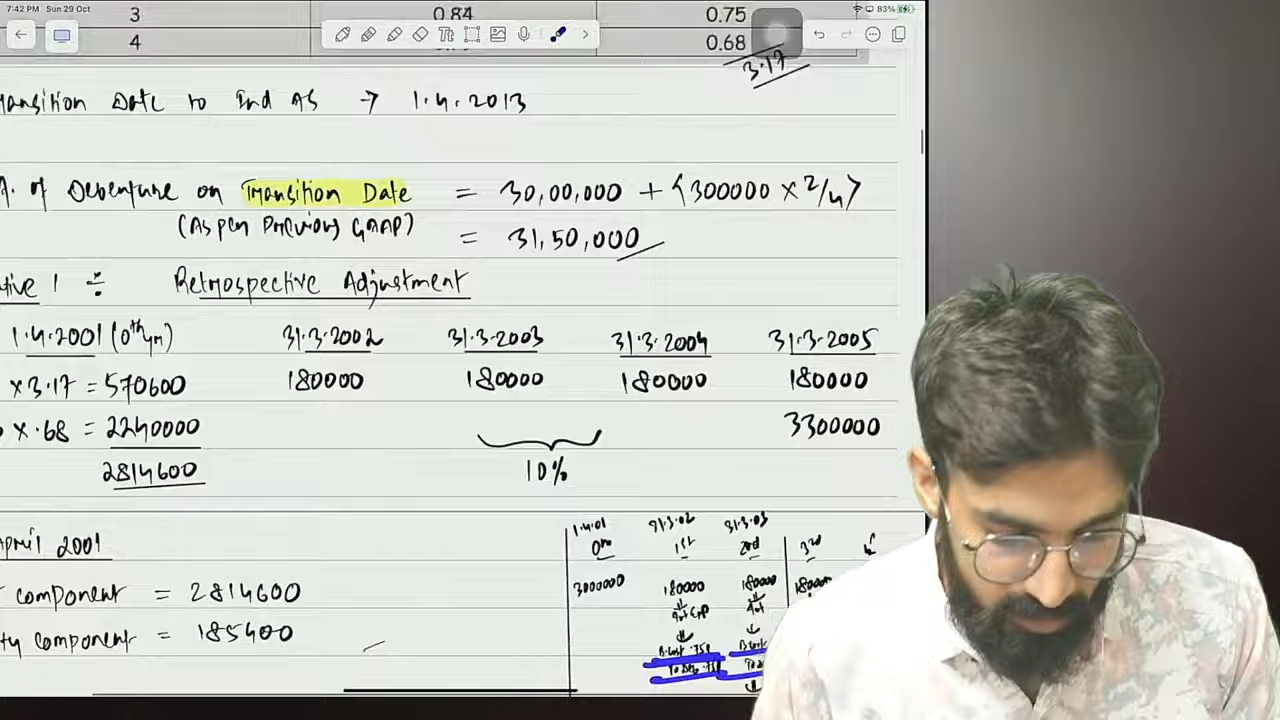 7:42 PM Sun 29 Oct
83%
3 0.84 0.75
4 0.68
3.17
Transition Date to Ind AS → 1.4.2013
A. of Debenture on Transition Date = 30,00,000 + {300000 × 2/4}
(As per Previous GAAP) = 31,50,000
tive 1 ÷ Retrospective Adjustment
1.4.2001 (0th yr) 31.3.2002 31.3.2003 31.3.2004 31.3.2005
×3.17 = 570600 180000 180000 180000 180000
× .68 = 2240000 3300000
2814600
10%
April 2001
component = 2814600
ty component = 185400
1.4.01 31.3.02 31.3.03
0th 1st 2nd 3rd
3000000 180000 180000 180000